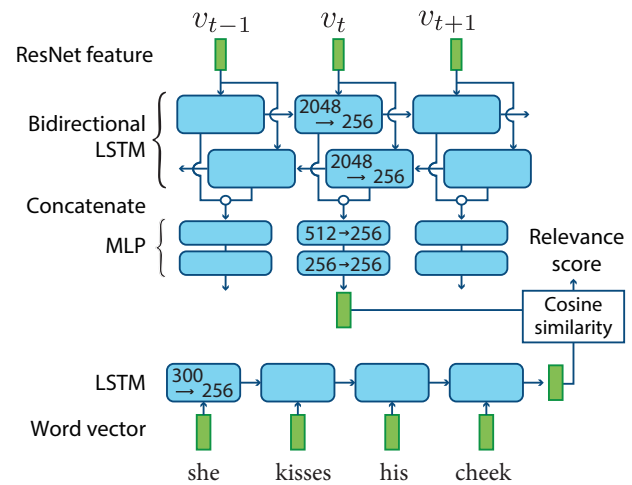 v_{t−1} v_t v_{t+1}
ResNet feature
Bidirectional
LSTM
2048
→ 256
2048
→ 256
Concatenate
MLP
512→256
256→256
Relevance
score
Cosine
similarity
LSTM
300
→ 256
Word vector
she kisses his cheek